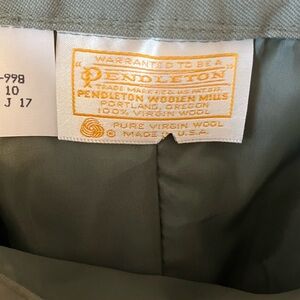 -998
10
J 17
WARRANTED TO BE A
"PENDLETON"
TRADE MARK REG. U.S. PAT. OFF.
PENDLETON WOOLEN MILLS
PORTLAND, OREGON
100% VIRGIN WOOL
PURE VIRGIN WOOL
MADE IN U.S.A.